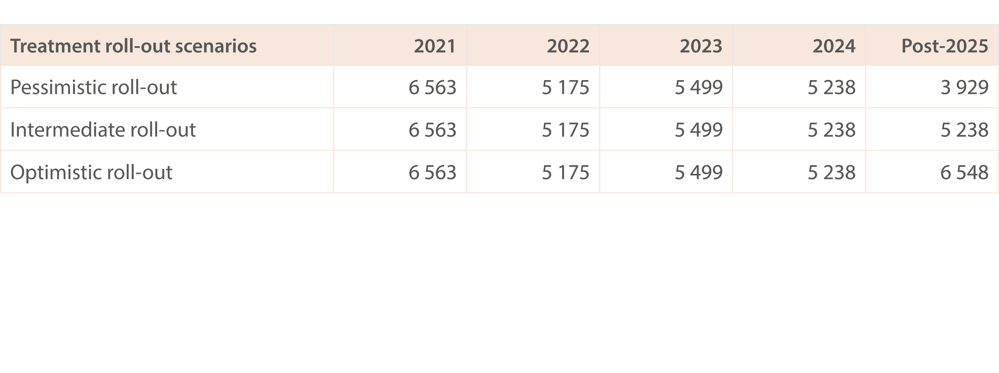 Treatment roll-out scenarios 2021 2022 2023 2024 Post-2025
Pessimistic roll-out 6 563 5 175 5 499 5 238 3 929
Intermediate roll-out 6 563 5 175 5 499 5 238 5 238
Optimistic roll-out 6 563 5 175 5 499 5 238 6 548